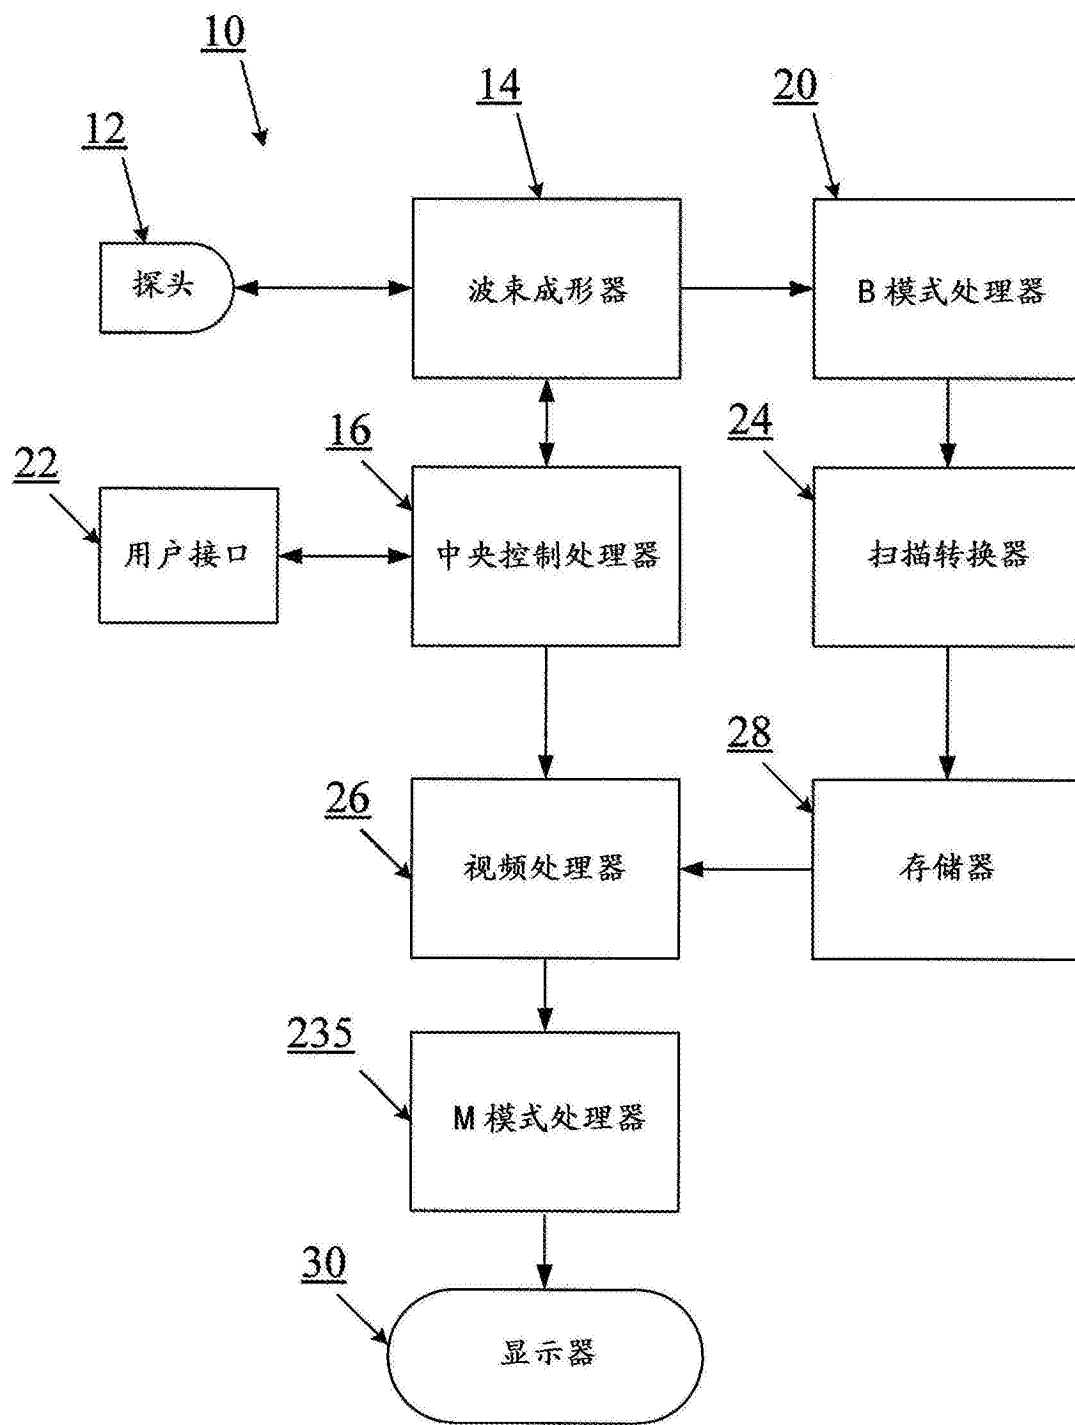 10
12
14
20
探头
波束成形器
B 模式处理器
22
16
24
用户接口
中央控制处理器
扫描转换器
26
28
视频处理器
存储器
235
M 模式处理器
30
显示器